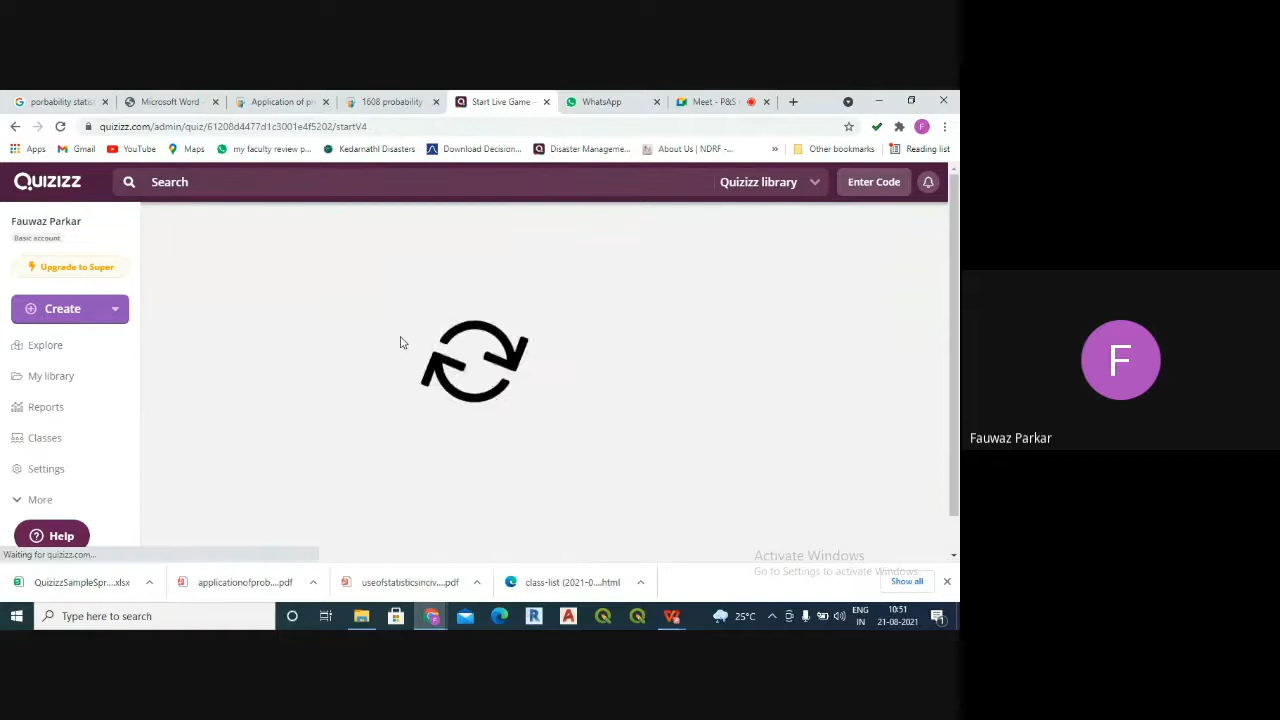 porbability statis
Microsoft Word -
Application of pr
1608 probability
Start Live Game -
WhatsApp
Meet - P&S
quizizz.com/admin/quiz/61208d4477d1c3001e4f5202/startV4
F
Apps
Gmail
YouTube
Maps
my faculty review p...
Kedarnathl Disasters
Download Decision...
Disaster Manageme...
About Us | NDRF -...
»
Other bookmarks
Reading list
QUIZIZZ
Search
Quizizz library
Enter Code
Fauwaz Parkar
Basic account
Upgrade to Super
Create
Explore
My library
Reports
Classes
Settings
More
Help
Waiting for quizizz.com...
Activate Windows
Go to Settings to activate Windows.
QuizizzSampleSpr....xlsx
applicationofprob....pdf
useofstatisticsinciv....pdf
class-list (2021-0....html
Show all
Type here to search
25°C
ENG
IN
10:51
21-08-2021
F
Fauwaz Parkar